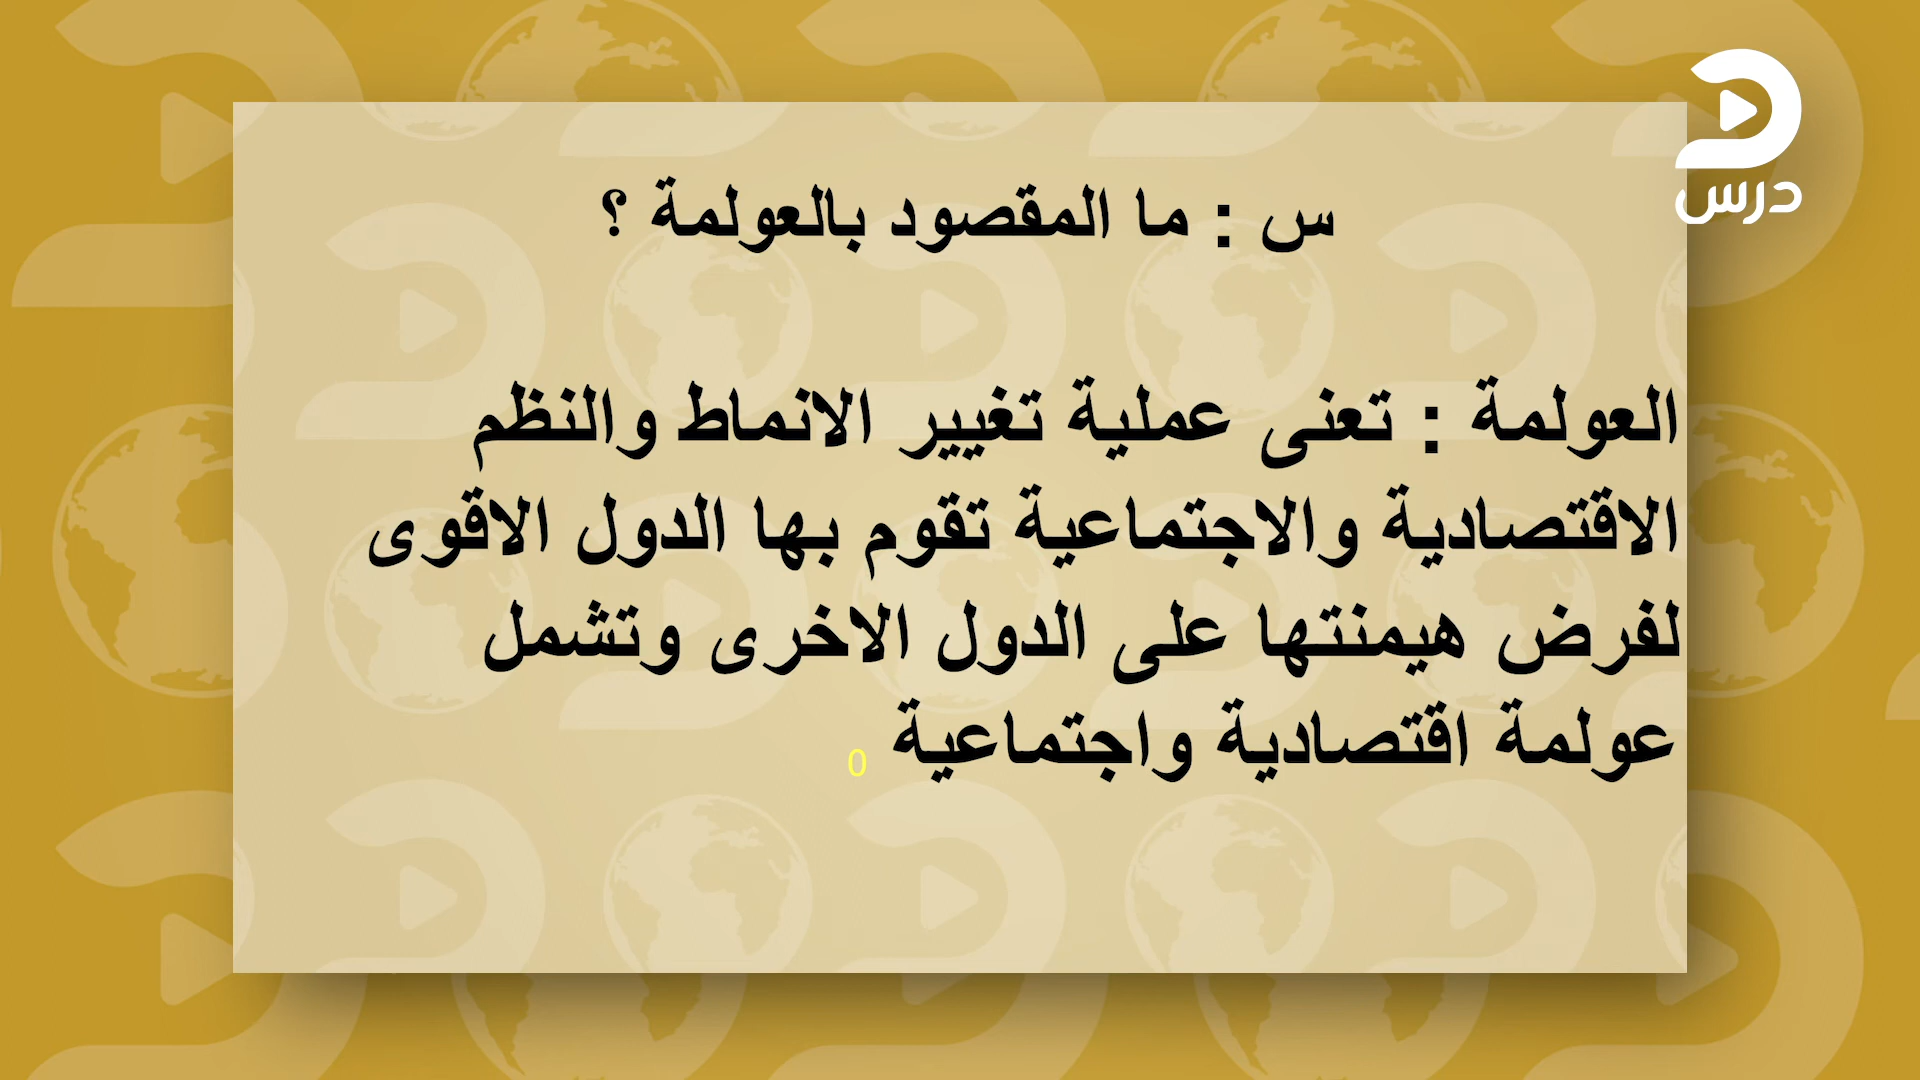 درس
س : ما المقصود بالعولمة ؟
العولمة : تعنى عملية تغيير الانماط والنظم
الاقتصادية والاجتماعية تقوم بها الدول الاقوى
لفرض هيمنتها على الدول الاخرى وتشمل
عولمة اقتصادية واجتماعية 0